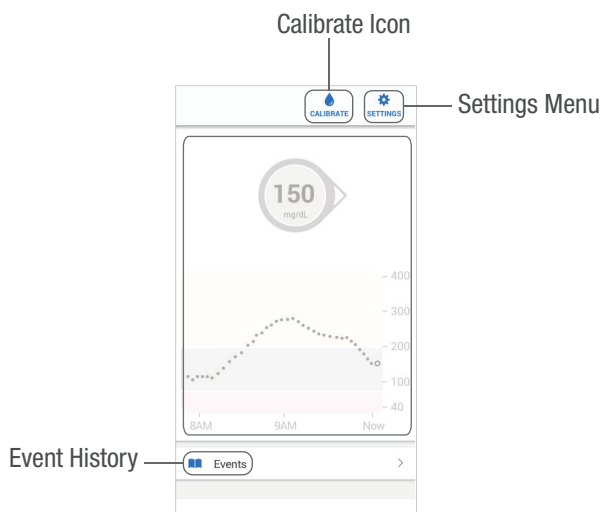 Calibrate Icon
CALIBRATE
SETTINGS
Settings Menu
150
mg/dL
400
300
200
100
40
8AM
9AM
Now
Event History
Events